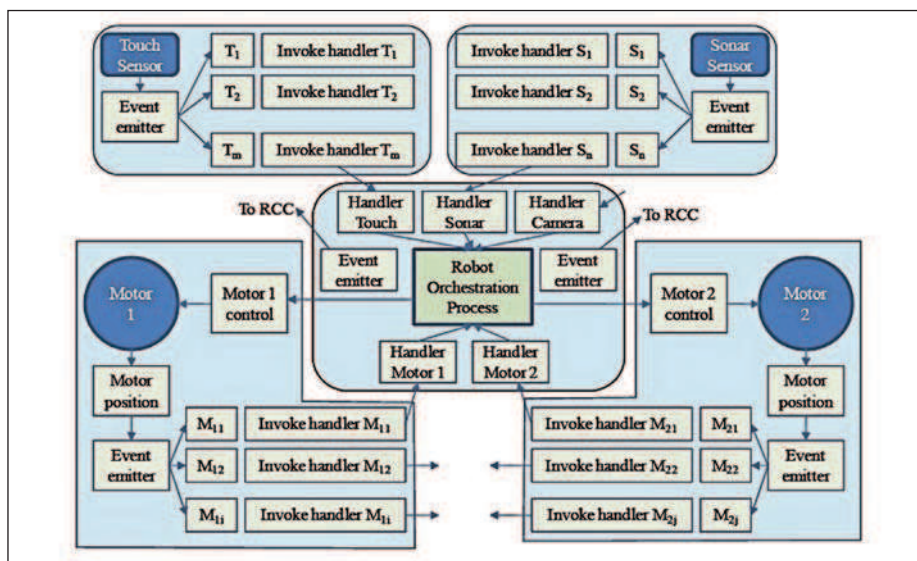 Touch
Sensor
Event
emitter
T₁
Invoke handler T₁
T₂
Invoke handler T₂
Tₘ
Invoke handler Tₘ
Invoke handler S₁
S₁
Invoke handler S₂
S₂
Invoke handler Sₙ
Sₙ
Sonar
Sensor
Event
emitter
To RCC
Handler
Touch
Handler
Sonar
Handler
Camera
To RCC
Event
emitter
Robot
Orchestration
Process
Event
emitter
Motor
1
Motor 1
control
Motor 2
control
Motor
2
Handler
Motor 1
Handler
Motor 2
Motor
position
Event
emitter
M₁₁
Invoke handler M₁₁
M₁₂
Invoke handler M₁₂
M₁ᵢ
Invoke handler M₁ᵢ
Motor
position
Invoke handler M₂₁
M₂₁
Invoke handler M₂₂
M₂₂
Invoke handler M₂ⱼ
M₂ⱼ
Event
emitter